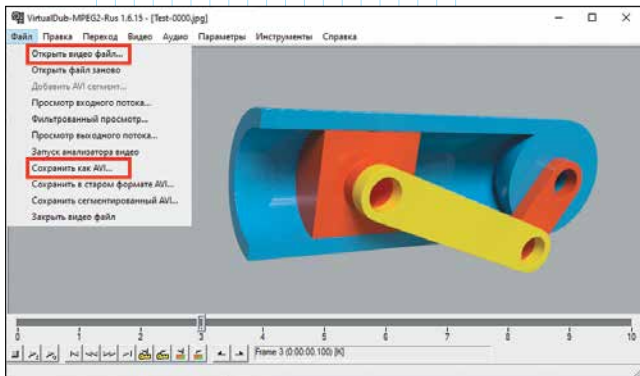 VirtualDub-MPEG2-Rus 1.6.15 - [Test-0000.jpg]
Файл Правка Переход Видео Аудио Параметры Инструменты Справка
Открыть видео файл...
Открыть файл заново
Добавить AVI сегмент...
Просмотр входного потока...
Фильтрованный просмотр...
Просмотр выходного потока...
Запуск анализатора видео
Сохранить как AVI...
Сохранить в старом формате AVI...
Сохранить сегментированный AVI...
Закрыть видео файл
0 1 2 3 4 5 6 7 8 9 10
Frame 3 (0:00:00.100) [K]